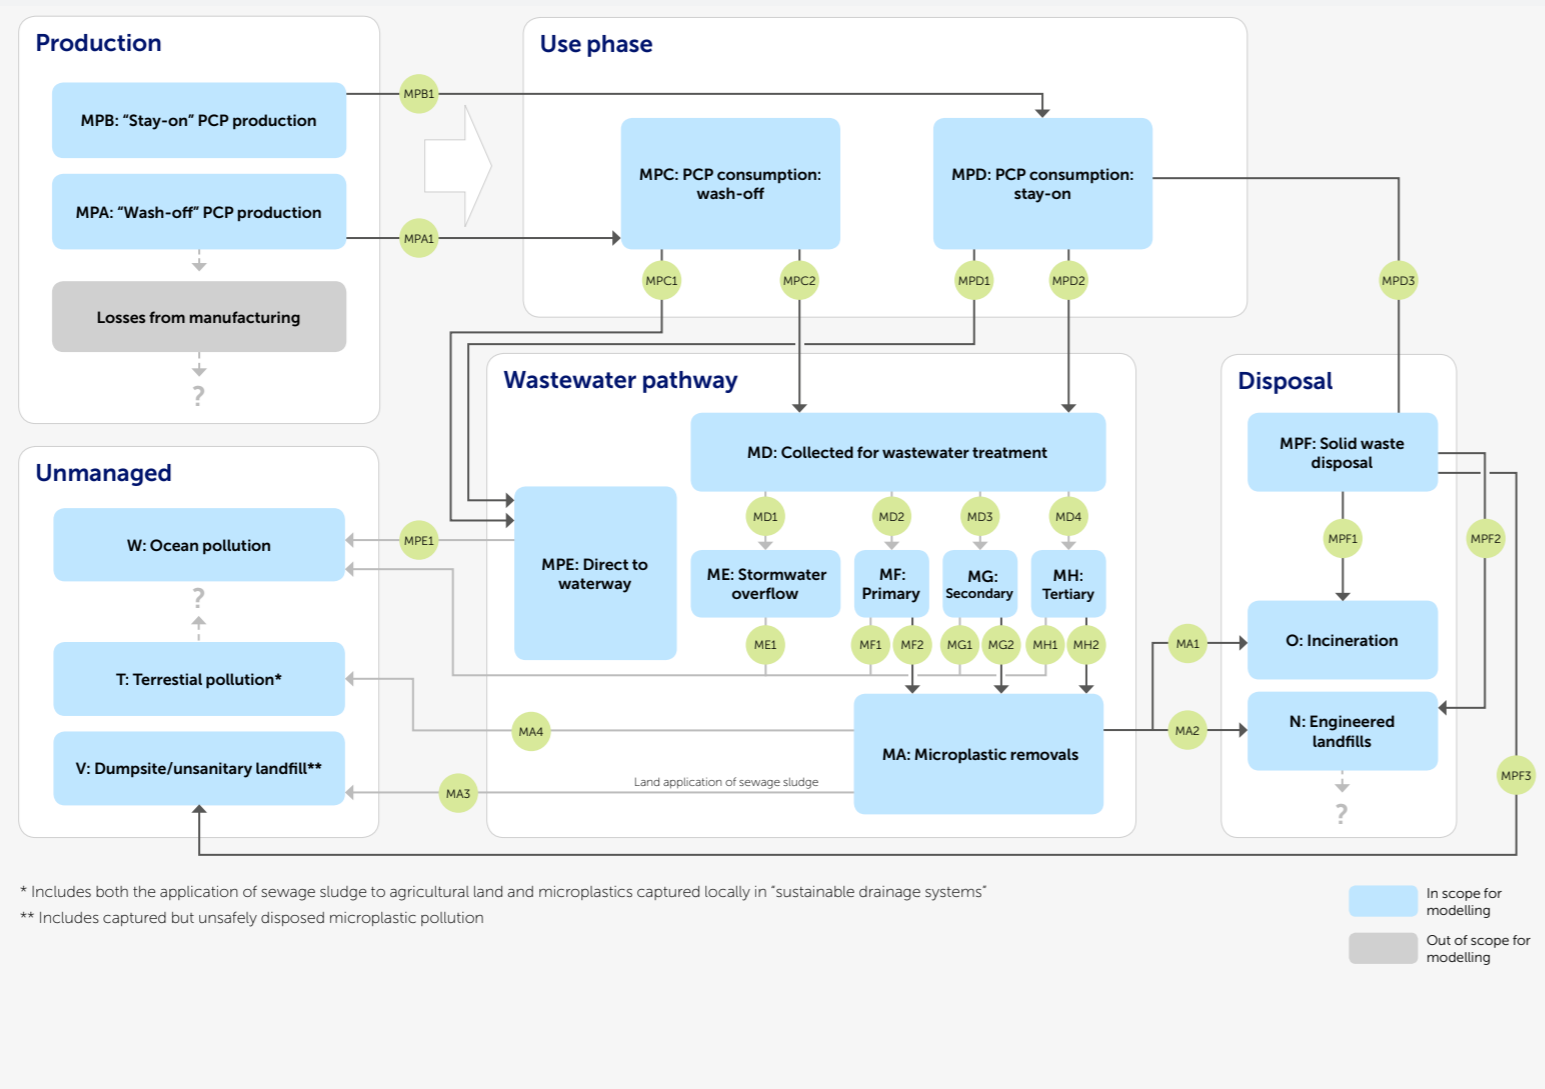 Production
MPB: “Stay-on” PCP production
MPA: “Wash-off” PCP production
Losses from manufacturing
?
MPB1
MPA1
Use phase
MPC: PCP consumption:
wash-off
MPD: PCP consumption:
stay-on
MPC1
MPC2
MPD1
MPD2
MPD3
Wastewater pathway
MD: Collected for wastewater treatment
MD1
MD2
MD3
MD4
MPE: Direct to
waterway
ME: Stormwater
overflow
MF:
Primary
MG:
Secondary
MH:
Tertiary
ME1
MF1
MF2
MG1
MG2
MH1
MH2
MA: Microplastic removals
Land application of sewage sludge
MPE1
MA4
MA3
MA1
MA2
Unmanaged
W: Ocean pollution
?
T: Terrestial pollution*
V: Dumpsite/unsanitary landfill**
Disposal
MPF: Solid waste
disposal
MPF1
MPF2
O: Incineration
N: Engineered
landfills
MPF3
?
* Includes both the application of sewage sludge to agricultural land and microplastics captured locally in “sustainable drainage systems”
** Includes captured but unsafely disposed microplastic pollution
In scope for
modelling
Out of scope for
modelling